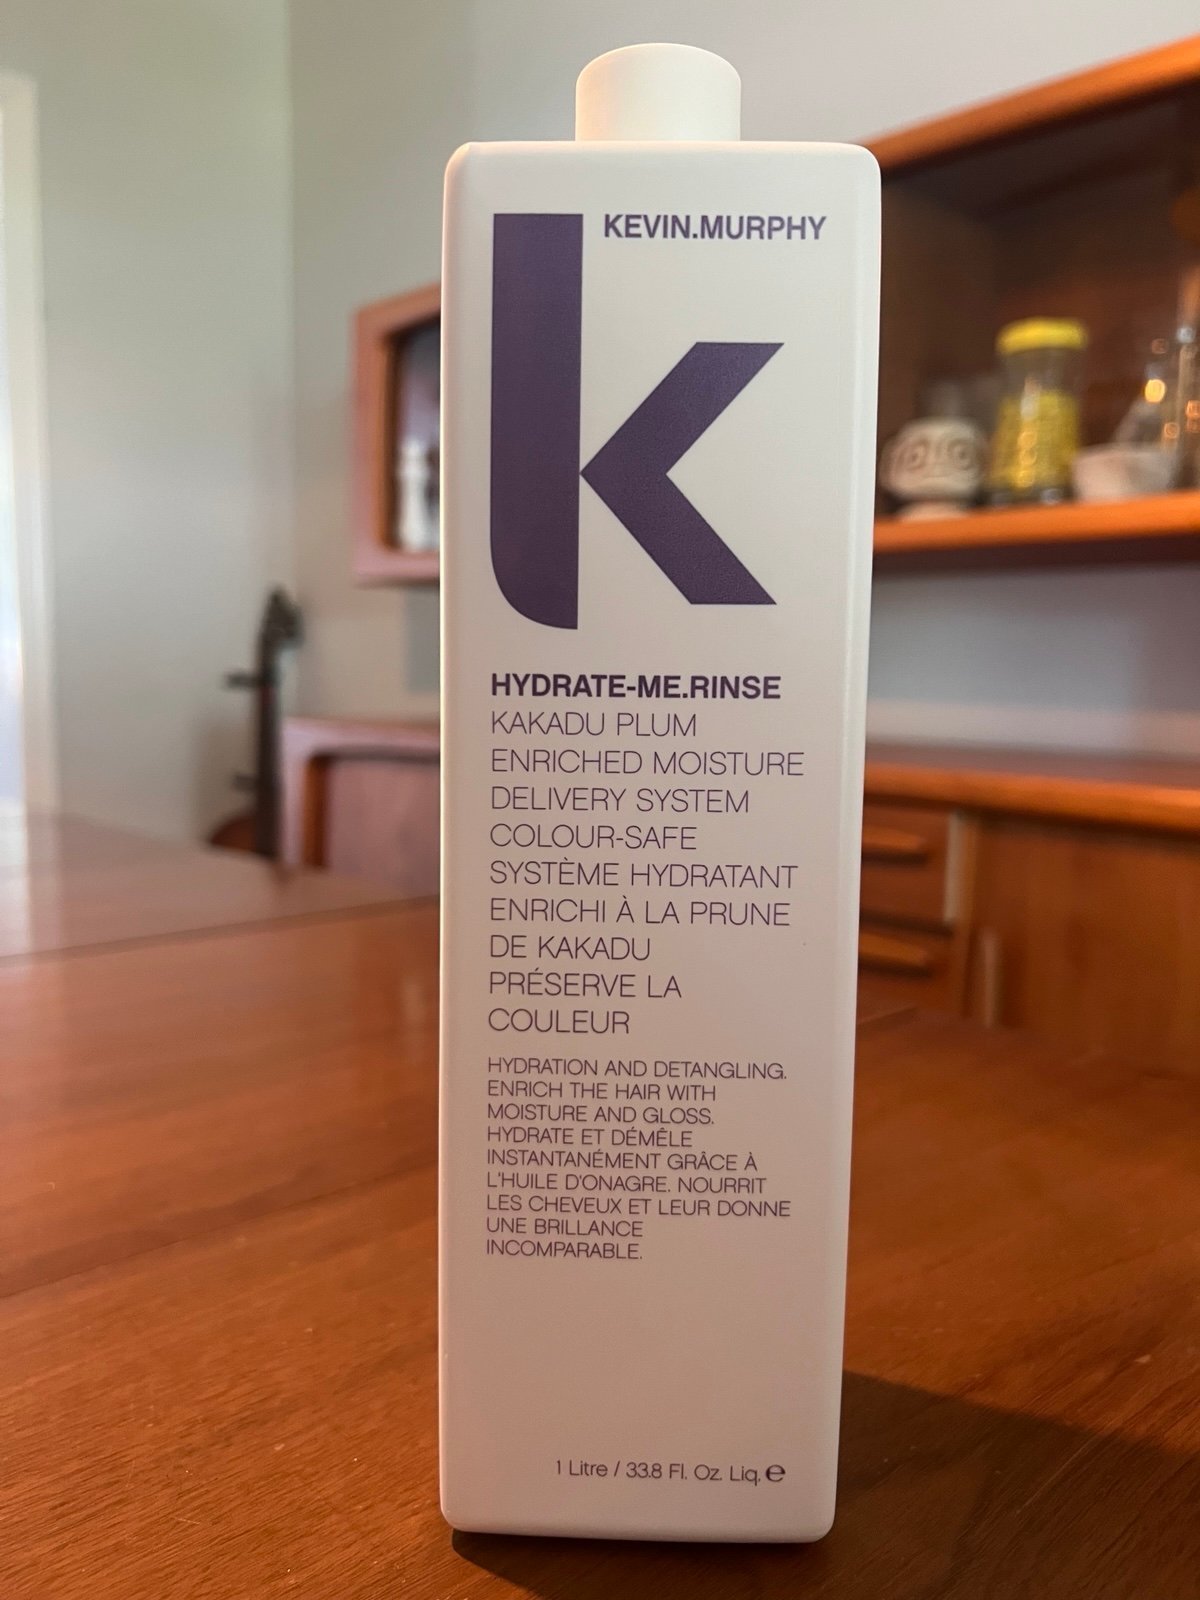 KEVIN.MURPHY
k
HYDRATE-ME.RINSE
KAKADU PLUM
ENRICHED MOISTURE
DELIVERY SYSTEM
COLOUR-SAFE
SYSTÈME HYDRATANT
ENRICHI À LA PRUNE
DE KAKADU
PRÉSERVE LA
COULEUR
HYDRATION AND DETANGLING.
ENRICH THE HAIR WITH
MOISTURE AND GLOSS.
HYDRATE ET DÉMÊLE
INSTANTANÉMENT GRÂCE À
L'HUILE D'ONAGRE. NOURRIT
LES CHEVEUX ET LEUR DONNE
UNE BRILLANCE
INCOMPARABLE.
1 Litre / 33.8 Fl. Oz. Liq. ℮